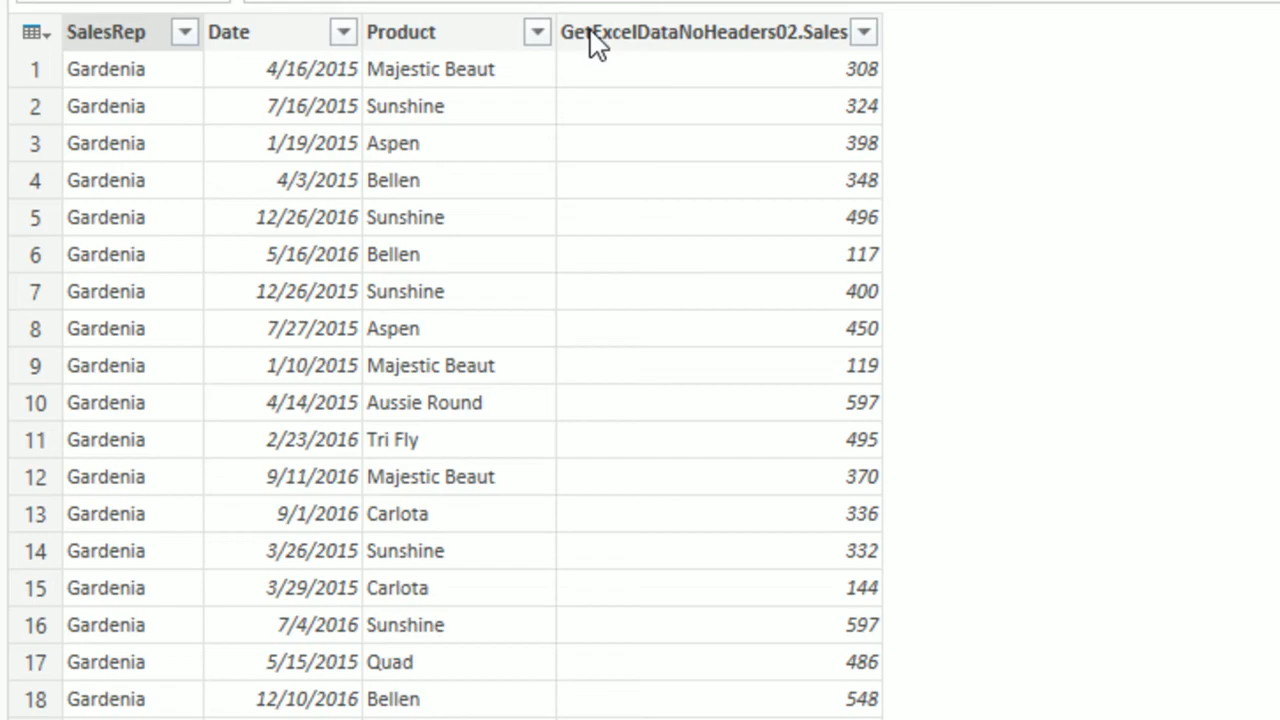 SalesRep Date Product GetExcelDataNoHeaders02.Sales
1 Gardenia 4/16/2015 Majestic Beaut 308
2 Gardenia 7/16/2015 Sunshine 324
3 Gardenia 1/19/2015 Aspen 398
4 Gardenia 4/3/2015 Bellen 348
5 Gardenia 12/26/2016 Sunshine 496
6 Gardenia 5/16/2016 Bellen 117
7 Gardenia 12/26/2015 Sunshine 400
8 Gardenia 7/27/2015 Aspen 450
9 Gardenia 1/10/2015 Majestic Beaut 119
10 Gardenia 4/14/2015 Aussie Round 597
11 Gardenia 2/23/2016 Tri Fly 495
12 Gardenia 9/11/2016 Majestic Beaut 370
13 Gardenia 9/1/2016 Carlota 336
14 Gardenia 3/26/2015 Sunshine 332
15 Gardenia 3/29/2015 Carlota 144
16 Gardenia 7/4/2016 Sunshine 597
17 Gardenia 5/15/2015 Quad 486
18 Gardenia 12/10/2016 Bellen 548